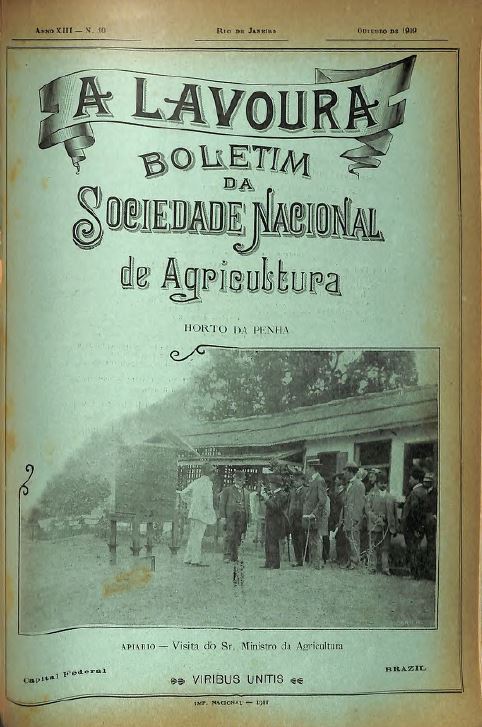 ANNO XIII — N. 10 RIO DE JANEIRO OUTUBRO DE 1909
A LAVOURA
BOLETIM
DA
SOCIEDADE NACIONAL
de Agricultura
HORTO DA PENHA
APIARIO — Visita do Sr. Ministro da Agricultura
Capital Federal
BRAZIL
VIRIBUS UNITIS
IMP. NACIONAL —